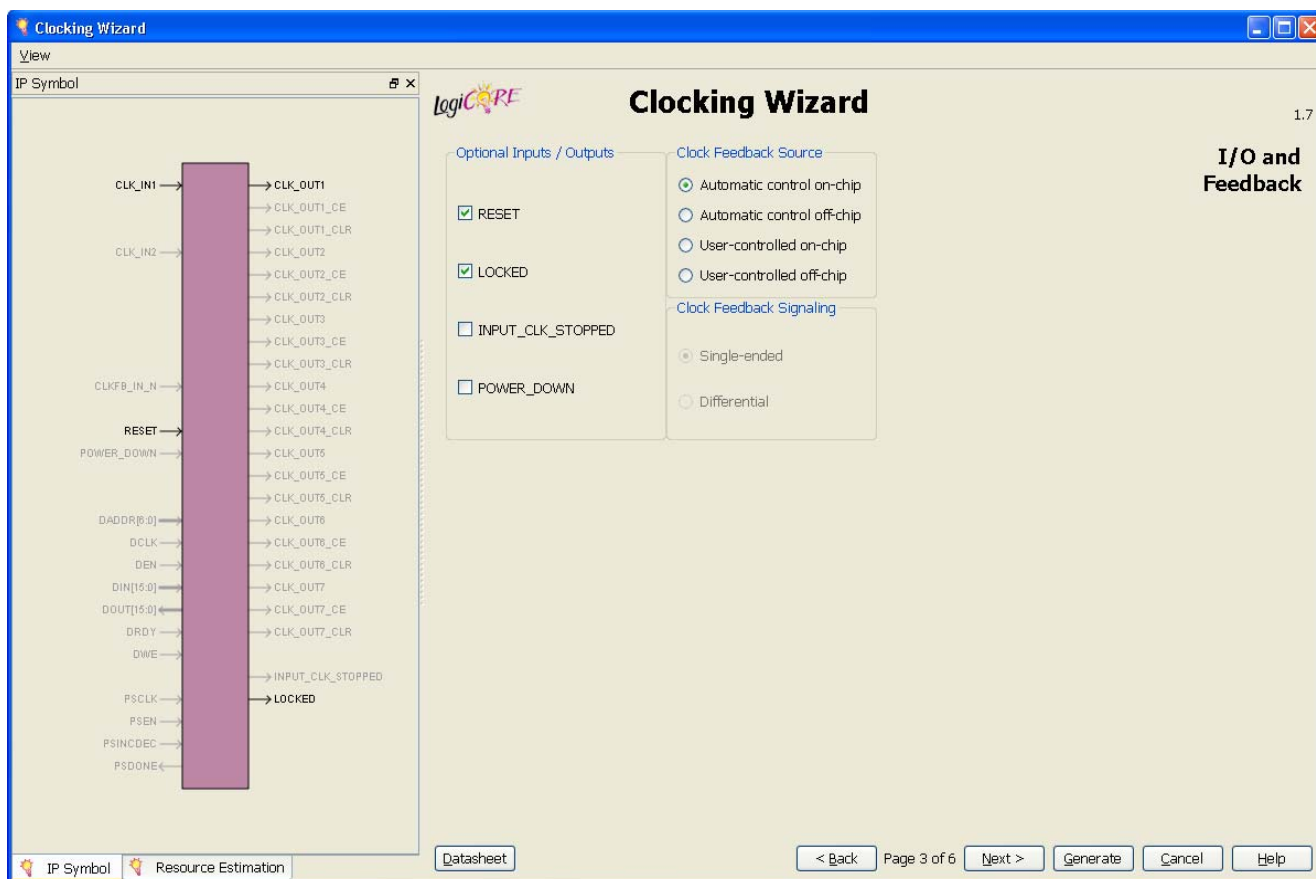 Clocking Wizard
View
IP Symbol
CLK_IN1
CLK_IN2
CLKFB_IN_N
RESET
POWER_DOWN
DADDR[6:0]
DCLK
DEN
DIN[15:0]
DOUT[15:0]
DRDY
DWE
PSCLK
PSEN
PSINCDEC
PSDONE
CLK_OUT1
CLK_OUT1_CE
CLK_OUT1_CLR
CLK_OUT2
CLK_OUT2_CE
CLK_OUT2_CLR
CLK_OUT3
CLK_OUT3_CE
CLK_OUT3_CLR
CLK_OUT4
CLK_OUT4_CE
CLK_OUT4_CLR
CLK_OUT5
CLK_OUT5_CE
CLK_OUT5_CLR
CLK_OUT6
CLK_OUT6_CE
CLK_OUT6_CLR
CLK_OUT7
CLK_OUT7_CE
CLK_OUT7_CLR
INPUT_CLK_STOPPED
LOCKED
IP Symbol
Resource Estimation
LogiCORE
Clocking Wizard
1.7
I/O and
Feedback
Optional Inputs / Outputs
RESET
LOCKED
INPUT_CLK_STOPPED
POWER_DOWN
Clock Feedback Source
Automatic control on-chip
Automatic control off-chip
User-controlled on-chip
User-controlled off-chip
Clock Feedback Signaling
Single-ended
Differential
Datasheet
< Back
Page 3 of 6
Next >
Generate
Cancel
Help